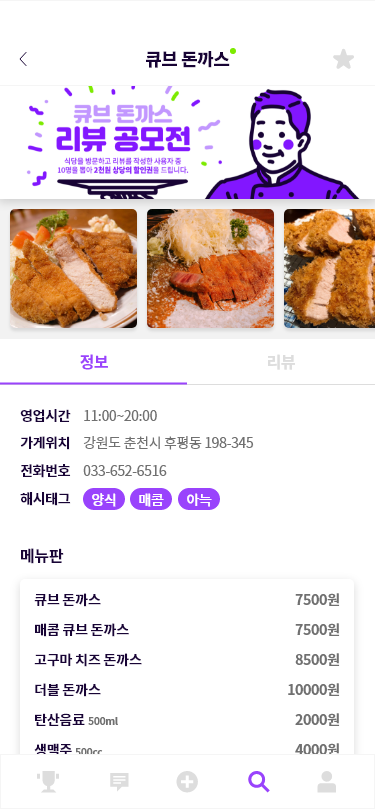 큐브 돈까스
큐브 돈까스
리뷰 공모전
식당을 방문하고 리뷰를 작성한 사용자 중
10명을 뽑아 2천원 상당의 할인권을 드립니다.
정보 리뷰
영업시간 11:00~20:00
가게위치 강원도 춘천시 후평동 198-345
전화번호 033-652-6516
해시태그 양식 매콤 아늑
메뉴판
큐브 돈까스 7500원
매콤 큐브 돈까스 7500원
고구마 치즈 돈까스 8500원
더블 돈까스 10000원
탄산음료 500ml 2000원
생맥주 500cc 4000원